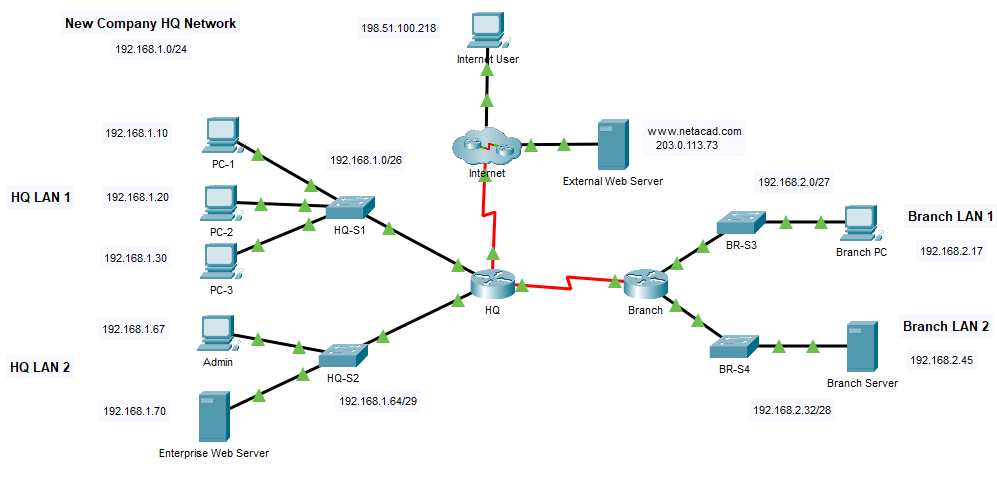 New Company HQ Network
192.168.1.0/24
198.51.100.218
Internet User
www.netacad.com
203.0.113.73
Internet
External Web Server
192.168.1.10
PC-1
192.168.1.0/26
HQ LAN 1
192.168.1.20
PC-2
HQ-S1
192.168.1.30
PC-3
192.168.2.0/27
Branch LAN 1
BR-S3
Branch PC
192.168.2.17
HQ
Branch
192.168.1.67
Admin
HQ LAN 2
HQ-S2
192.168.1.64/29
192.168.1.70
Enterprise Web Server
Branch LAN 2
192.168.2.45
BR-S4
Branch Server
192.168.2.32/28